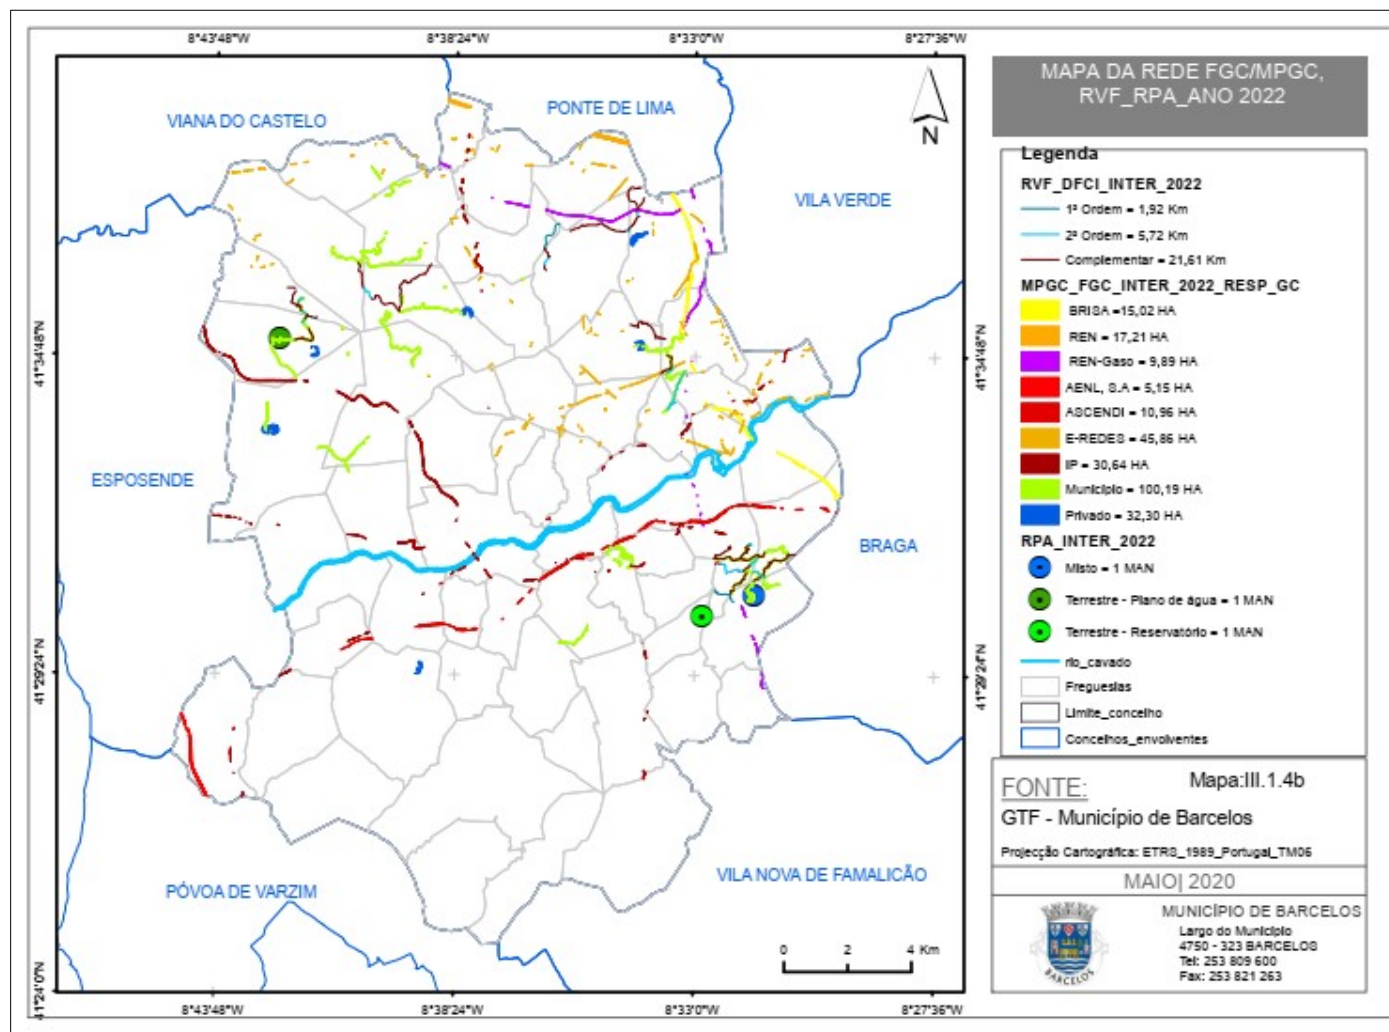 8°43'48"W
8°38'24"W
8°33'0"W
8°27'36"W
VIANA DO CASTELO
PONTE DE LIMA
N
VILA VERDE
41°34'48"N
41°34'48"N
ESPOSENDE
BRAGA
41°29'24"N
41°29'24"N
PÓVOA DE VARZIM
VILA NOVA DE FAMALICÃO
0 2 4 Km
41°24'0"N
8°43'48"W
8°38'24"W
8°33'0"W
8°27'36"W
MAPA DA REDE FGC/MPGC,
RVF_RPA_ANO 2022
Legenda
RVF_DFCI_INTER_2022
1ª Ordem = 1,92 Km
2ª Ordem = 5,72 Km
Complementar = 21,61 Km
MPGC_FGC_INTER_2022_RESP_GC
BRISA =15,02 HA
REN = 17,21 HA
REN-Gaso = 9,89 HA
AENL, S.A = 5,15 HA
ASCENDI = 10,96 HA
E-REDES = 45,86 HA
IP = 30,64 HA
Município = 100,19 HA
Privado = 32,30 HA
RPA_INTER_2022
Misto = 1 MAN
Terrestre - Plano de água = 1 MAN
Terrestre - Reservatório = 1 MAN
rio_cavado
Freguesias
Limite_concelho
Concelhos_envolventes
FONTE:
Mapa:III.1.4b
GTF - Município de Barcelos
Projecção Cartográfica: ETRS_1989_Portugal_TM06
MAIO| 2020
MUNICÍPIO DE BARCELOS
Largo do Município
4750 - 323 BARCELOS
Tel: 253 809 600
Fax: 253 821 263
BARCELOS